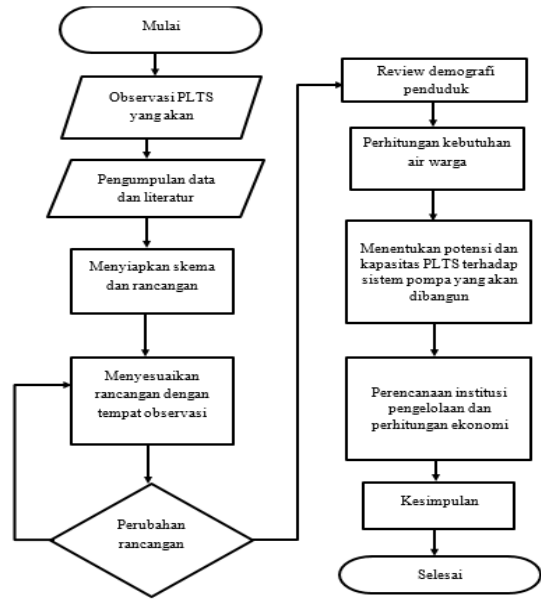 Mulai
Observasi PLTS
yang akan
Pengumpulan data
dan literatur
Menyiapkan skema
dan rancangan
Menyesuaikan
rancangan dengan
tempat observasi
Perubahan
rancangan
Review demografi
penduduk
Perhitungan kebutuhan
air warga
Menentukan potensi dan
kapasitas PLTS terhadap
sistem pompa yang akan
dibangun
Perencanaan institusi
pengelolaan dan
perhitungan ekonomi
Kesimpulan
Selesai